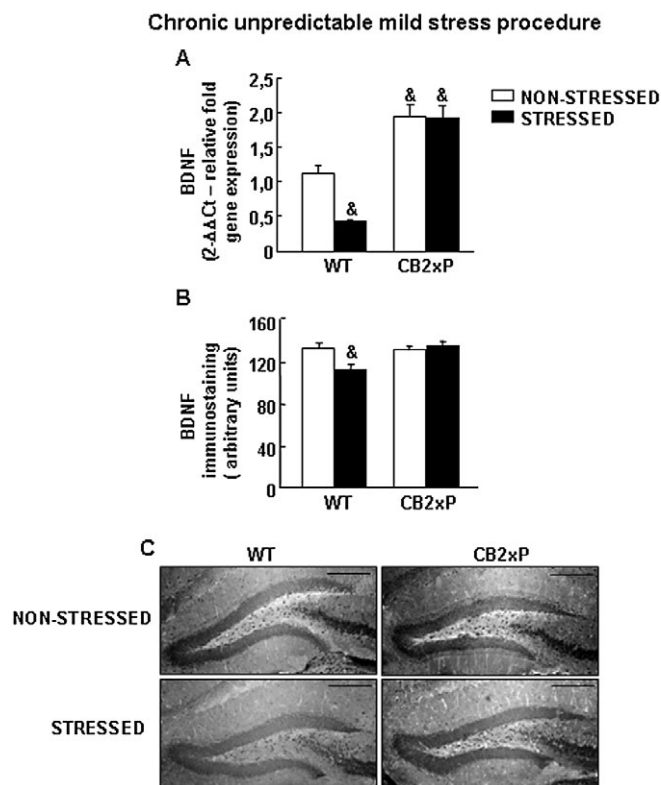 Chronic unpredictable mild stress procedure
A
BDNF
(2-ΔΔCt – relative fold
gene expression)
2,5
2,0
1,5
1,0
0,5
0
&
& &
WT CB2xP
NON-STRESSED
STRESSED
B
BDNF
immunostaining
( arbitrary units)
160
120
80
40
0
&
WT CB2xP
C
WT CB2xP
NON-STRESSED
STRESSED